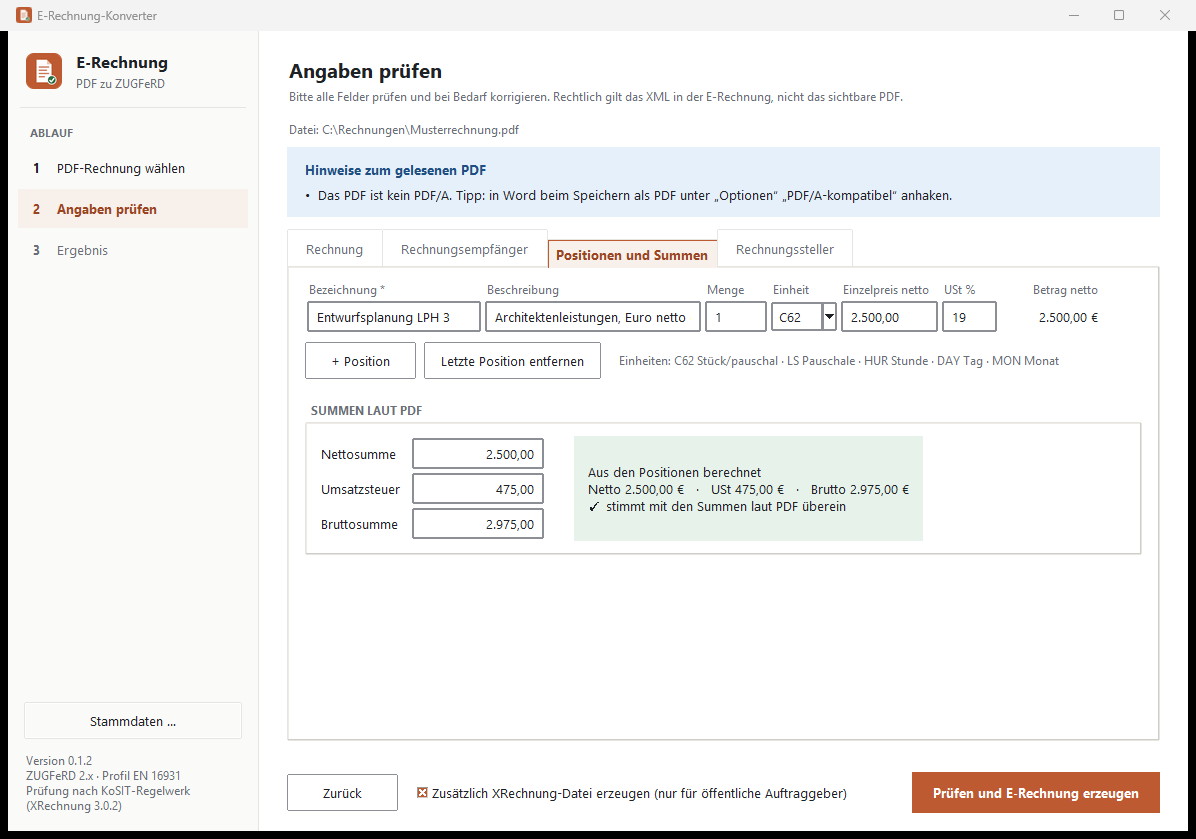 E-Rechnung-Konverter
E-Rechnung
PDF zu ZUGFeRD
ABLAUF
1 PDF-Rechnung wählen
2 Angaben prüfen
3 Ergebnis
Stammdaten ...
Version 0.1.2
ZUGFeRD 2.x · Profil EN 16931
Prüfung nach KoSIT-Regelwerk
(XRechnung 3.0.2)
Angaben prüfen
Bitte alle Felder prüfen und bei Bedarf korrigieren. Rechtlich gilt das XML in der E-Rechnung, nicht das sichtbare PDF.
Datei: C:\Rechnungen\Musterrechnung.pdf
Hinweise zum gelesenen PDF
• Das PDF ist kein PDF/A. Tipp: in Word beim Speichern als PDF unter „Optionen“ „PDF/A-kompatibel“ anhaken.
Rechnung Rechnungsempfänger Positionen und Summen Rechnungssteller
Bezeichnung * Beschreibung Menge Einheit Einzelpreis netto USt % Betrag netto
Entwurfsplanung LPH 3 Architektenleistungen, Euro netto 1 C62 2.500,00 19 2.500,00 €
+ Position Letzte Position entfernen Einheiten: C62 Stück/pauschal · LS Pauschale · HUR Stunde · DAY Tag · MON Monat
SUMMEN LAUT PDF
Nettosumme 2.500,00
Umsatzsteuer 475,00
Bruttosumme 2.975,00
Aus den Positionen berechnet
Netto 2.500,00 € · USt 475,00 € · Brutto 2.975,00 €
✓ stimmt mit den Summen laut PDF überein
Zurück Zusätzlich XRechnung-Datei erzeugen (nur für öffentliche Auftraggeber) Prüfen und E-Rechnung erzeugen